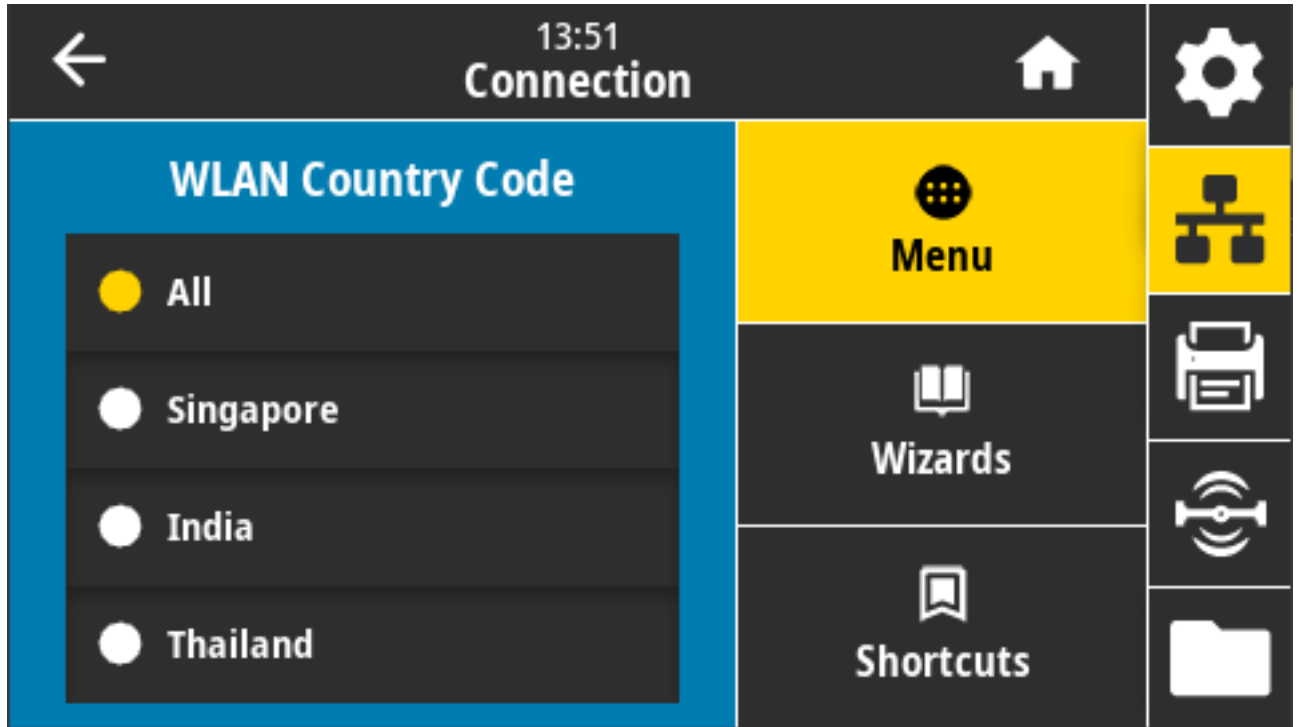 13:51
Connection
WLAN Country Code
All
Singapore
India
Thailand
Menu
Wizards
Shortcuts